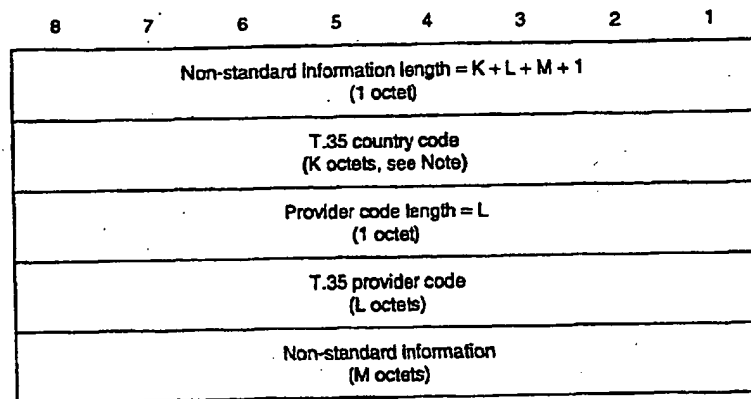 8 7 6 5 4 3 2 1
Non-standard information length = K + L + M + 1
(1 octet)
T.35 country code
(K octets, see Note)
Provider code length = L
(1 octet)
T.35 provider code
(L octets)
Non-standard information
(M octets)